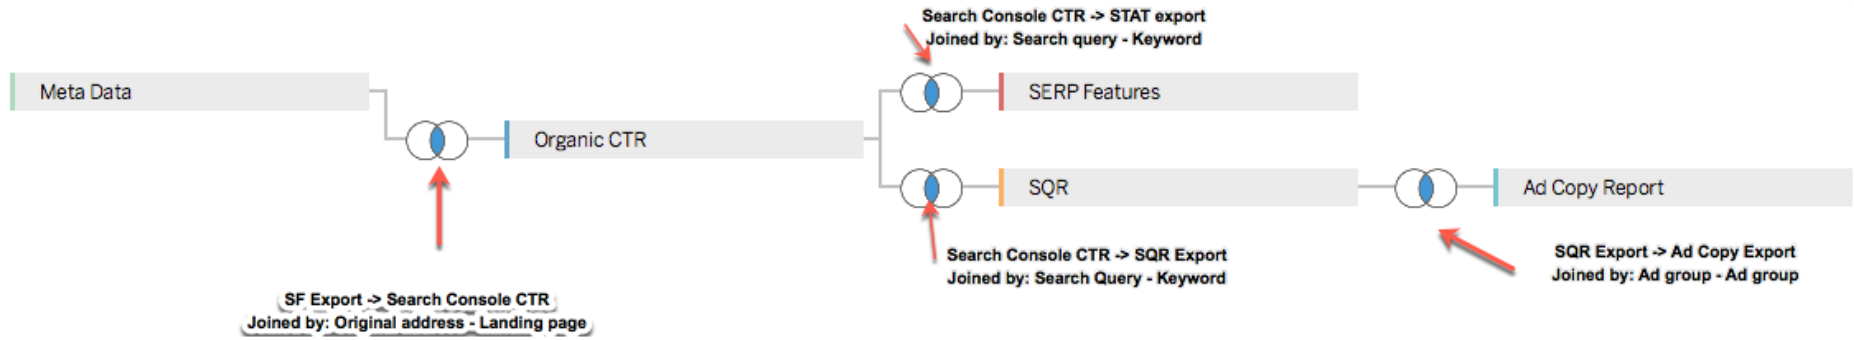 Search Console CTR -> STAT export
Joined by: Search query - Keyword
Meta Data
SERP Features
Organic CTR
SQR
Ad Copy Report
Search Console CTR -> SQR Export
Joined by: Search Query - Keyword
SQR Export -> Ad Copy Export
Joined by: Ad group - Ad group
SF Export -> Search Console CTR
Joined by: Original address - Landing page